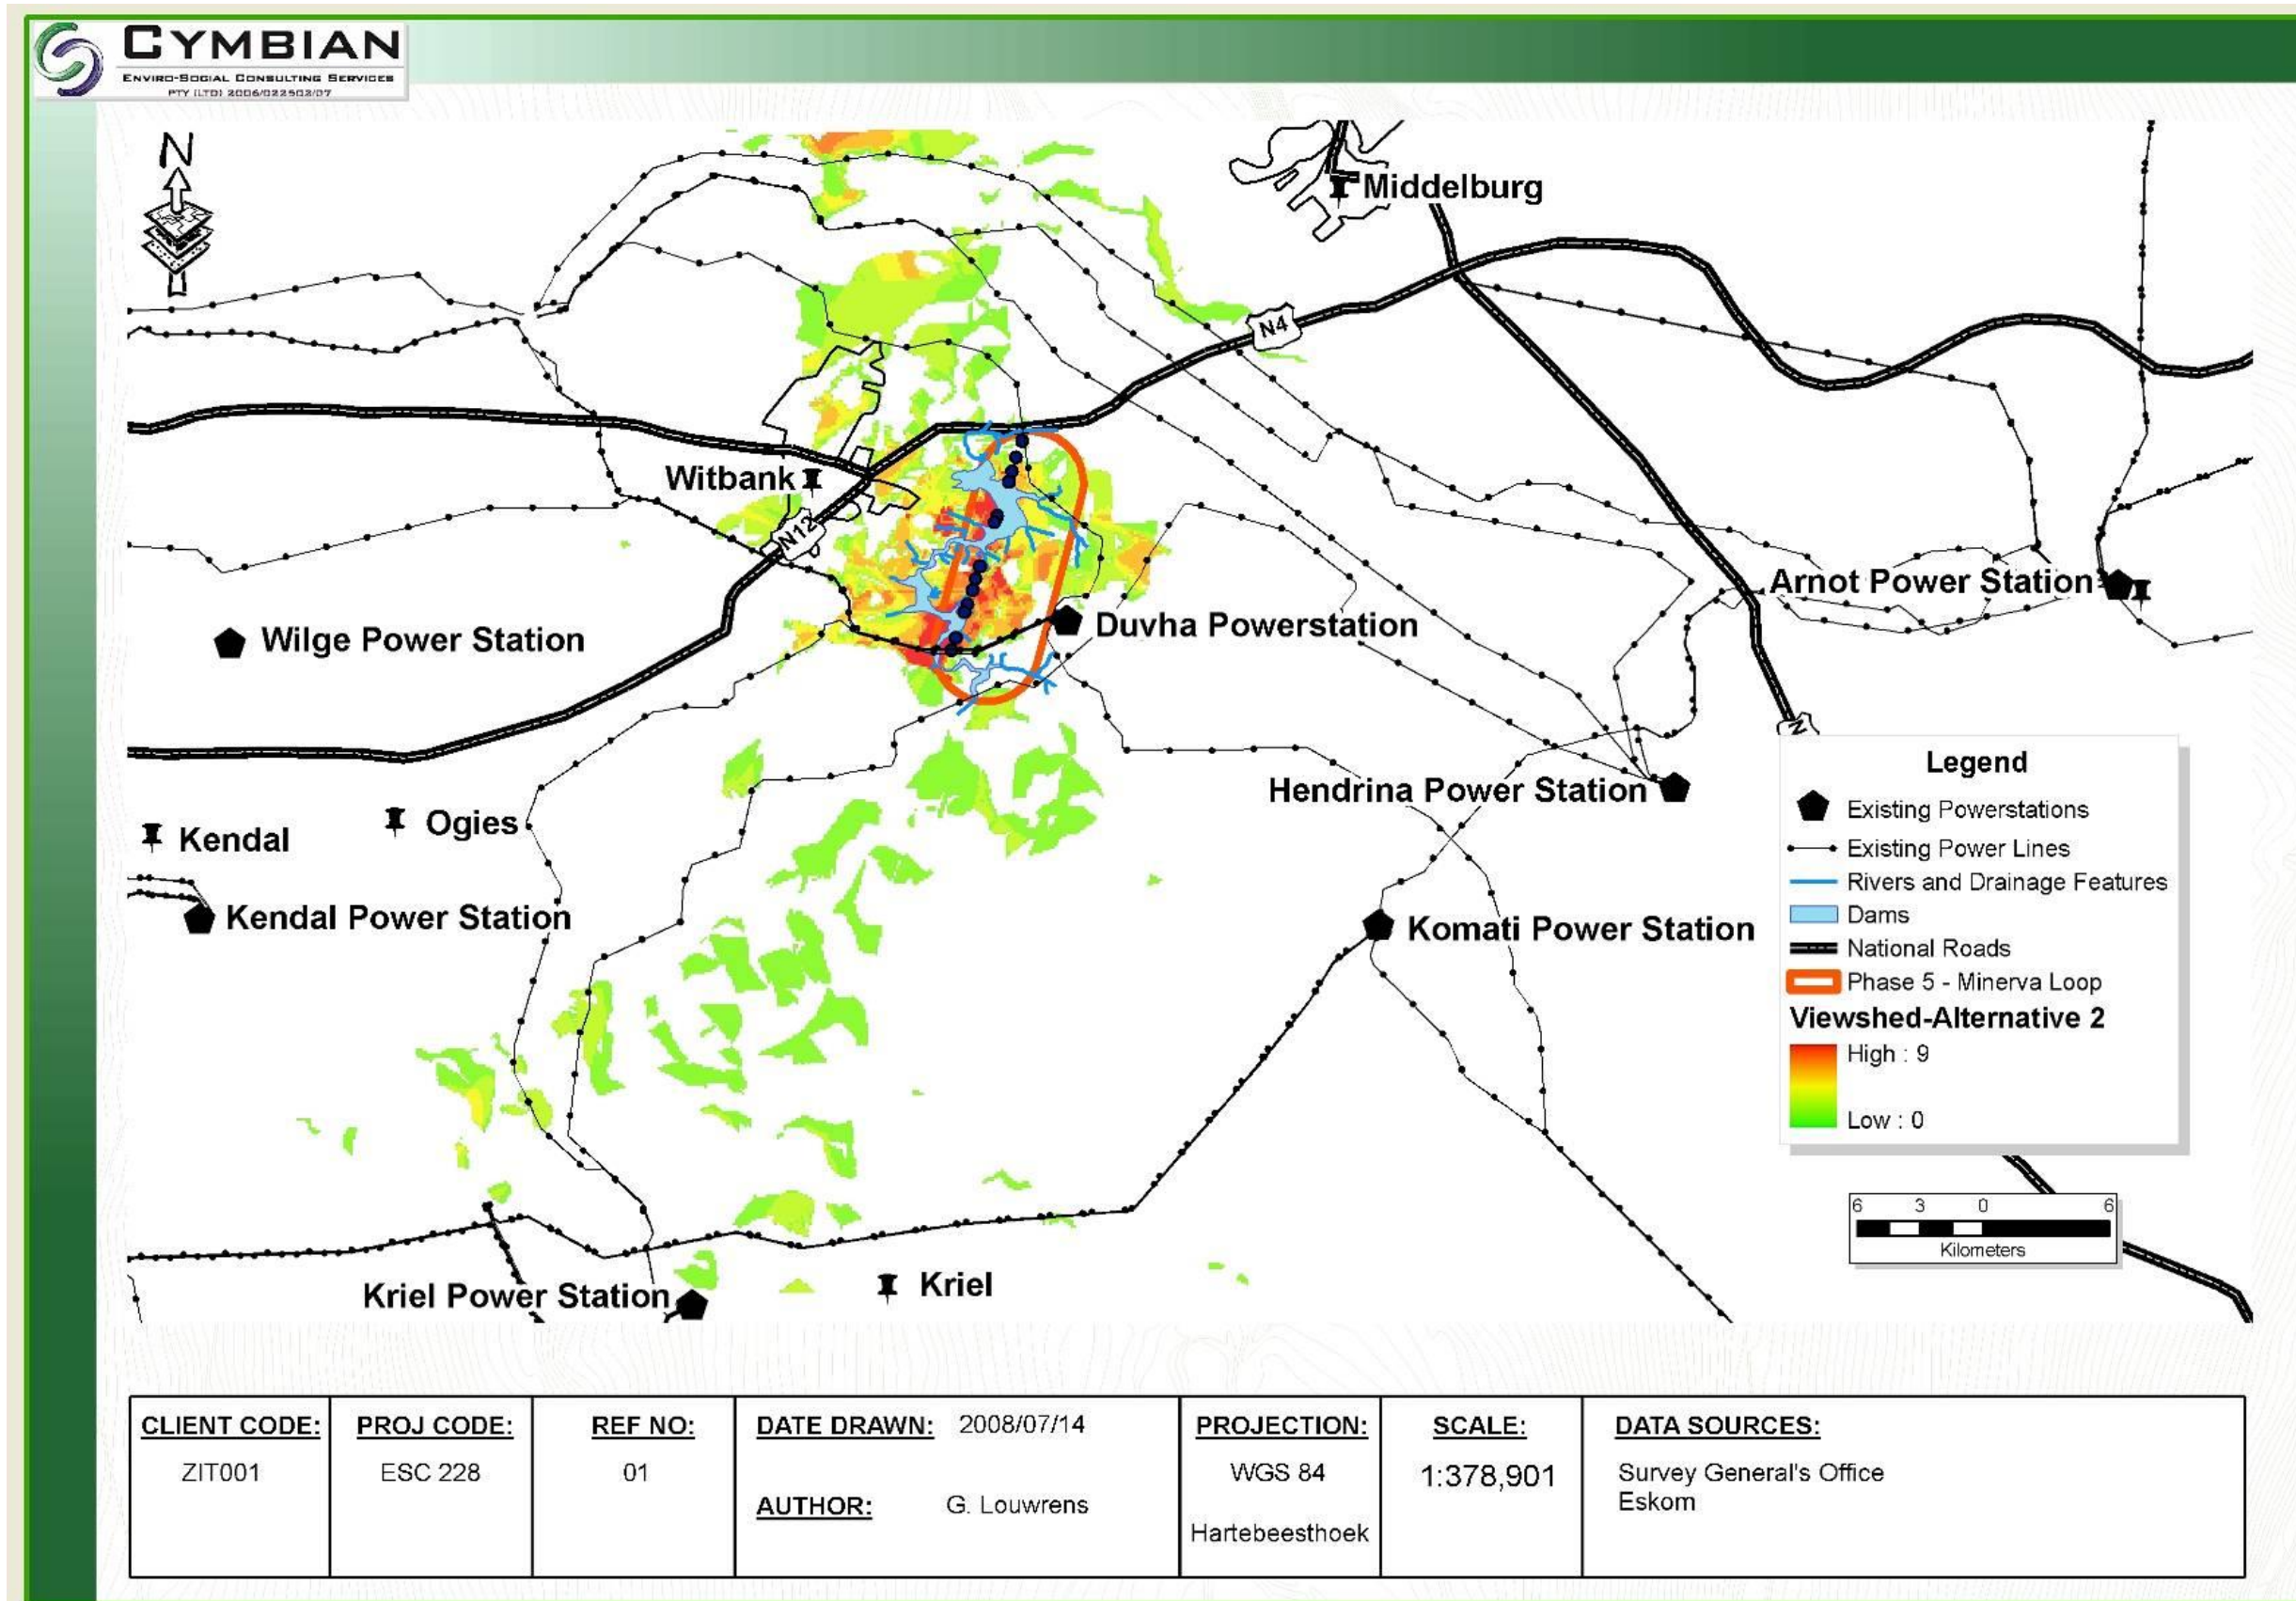 CYMBIAN
ENVIRO-SOCIAL CONSULTING SERVICES
PTY (LTD) 2006/022502/07
N
Middelburg
N4
Witbank
N12
Arnot Power Station
Duvha Powerstation
Wilge Power Station
N
Hendrina Power Station
Ogies
Kendal
Kendal Power Station
Komati Power Station
Kriel Power Station
Kriel
Legend
Existing Powerstations
Existing Power Lines
Rivers and Drainage Features
Dams
National Roads
Phase 5 - Minerva Loop
Viewshed-Alternative 2
High : 9
Low : 0
6 3 0 6
Kilometers
CLIENT CODE:
ZIT001
PROJ CODE:
ESC 228
REF NO:
01
DATE DRAWN: 2008/07/14
AUTHOR: G. Louwrens
PROJECTION:
WGS 84
Hartebeesthoek
SCALE:
1:378,901
DATA SOURCES:
Survey General's Office
Eskom